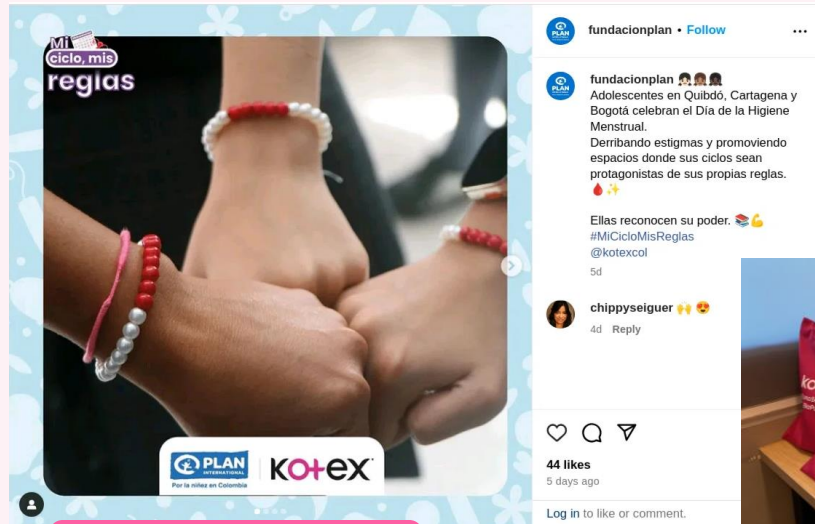 Mi
ciclo, mis
reglas
PLAN
INTERNATIONAL
Por la niñez en Colombia
Kotex
PLAN
fundacionplan • Follow
PLAN
fundacionplan
Adolescentes en Quibdó, Cartagena y
Bogotá celebran el Día de la Higiene
Menstrual.
Derribando estigmas y promoviendo
espacios donde sus ciclos sean
protagonistas de sus propias reglas.
Ellas reconocen su poder.
#MiCicloMisReglas
@kotexcol
5d
chippyseiguer
4d Reply
44 likes
5 days ago
Log in to like or comment.